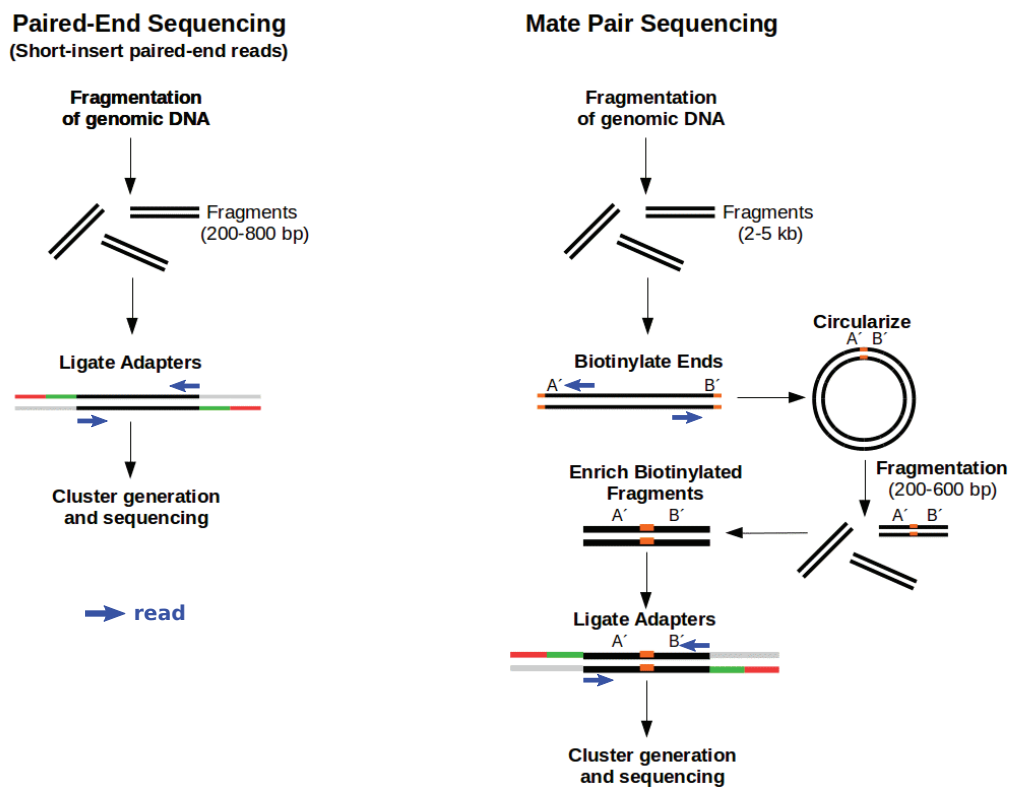 Paired-End Sequencing
(Short-insert paired-end reads)
Fragmentation
of genomic DNA
Fragments
(200-800 bp)
Ligate Adapters
Cluster generation
and sequencing
read
Mate Pair Sequencing
Fragmentation
of genomic DNA
Fragments
(2-5 kb)
Biotinylate Ends
A´ B´
Circularize
A´ B´
Fragmentation
(200-600 bp)
A´ B´
Enrich Biotinylated
Fragments
A´ B´
Ligate Adapters
A´ B´
Cluster generation
and sequencing